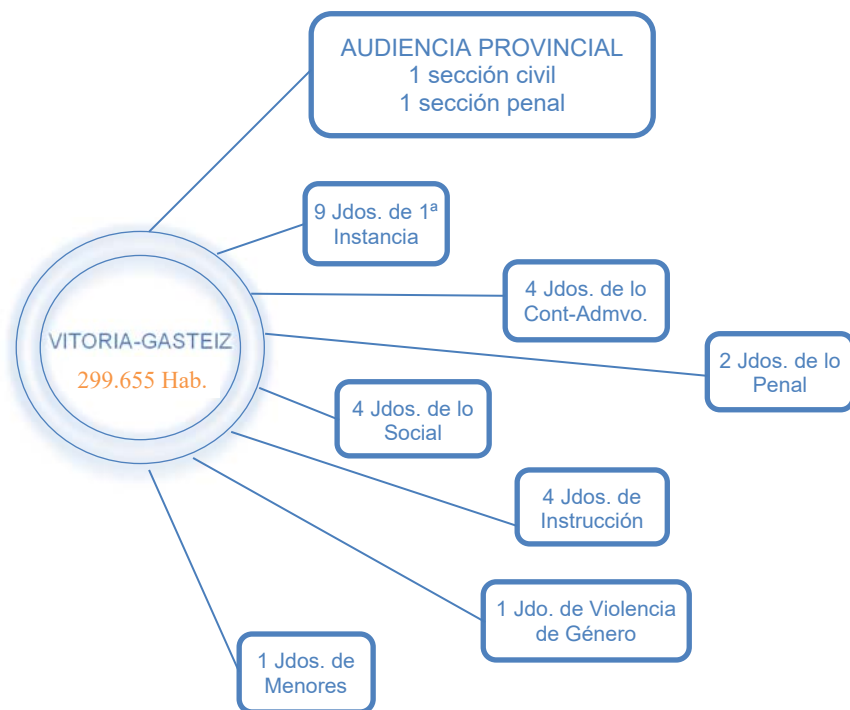 AUDIENCIA PROVINCIAL
1 sección civil
1 sección penal
9 Jdos. de 1ª
Instancia
4 Jdos. de lo
Cont-Admvo.
VITORIA-GASTEIZ
299.655 Hab.
2 Jdos. de lo
Penal
4 Jdos. de lo
Social
4 Jdos. de
Instrucción
1 Jdo. de Violencia
de Género
1 Jdos. de
Menores